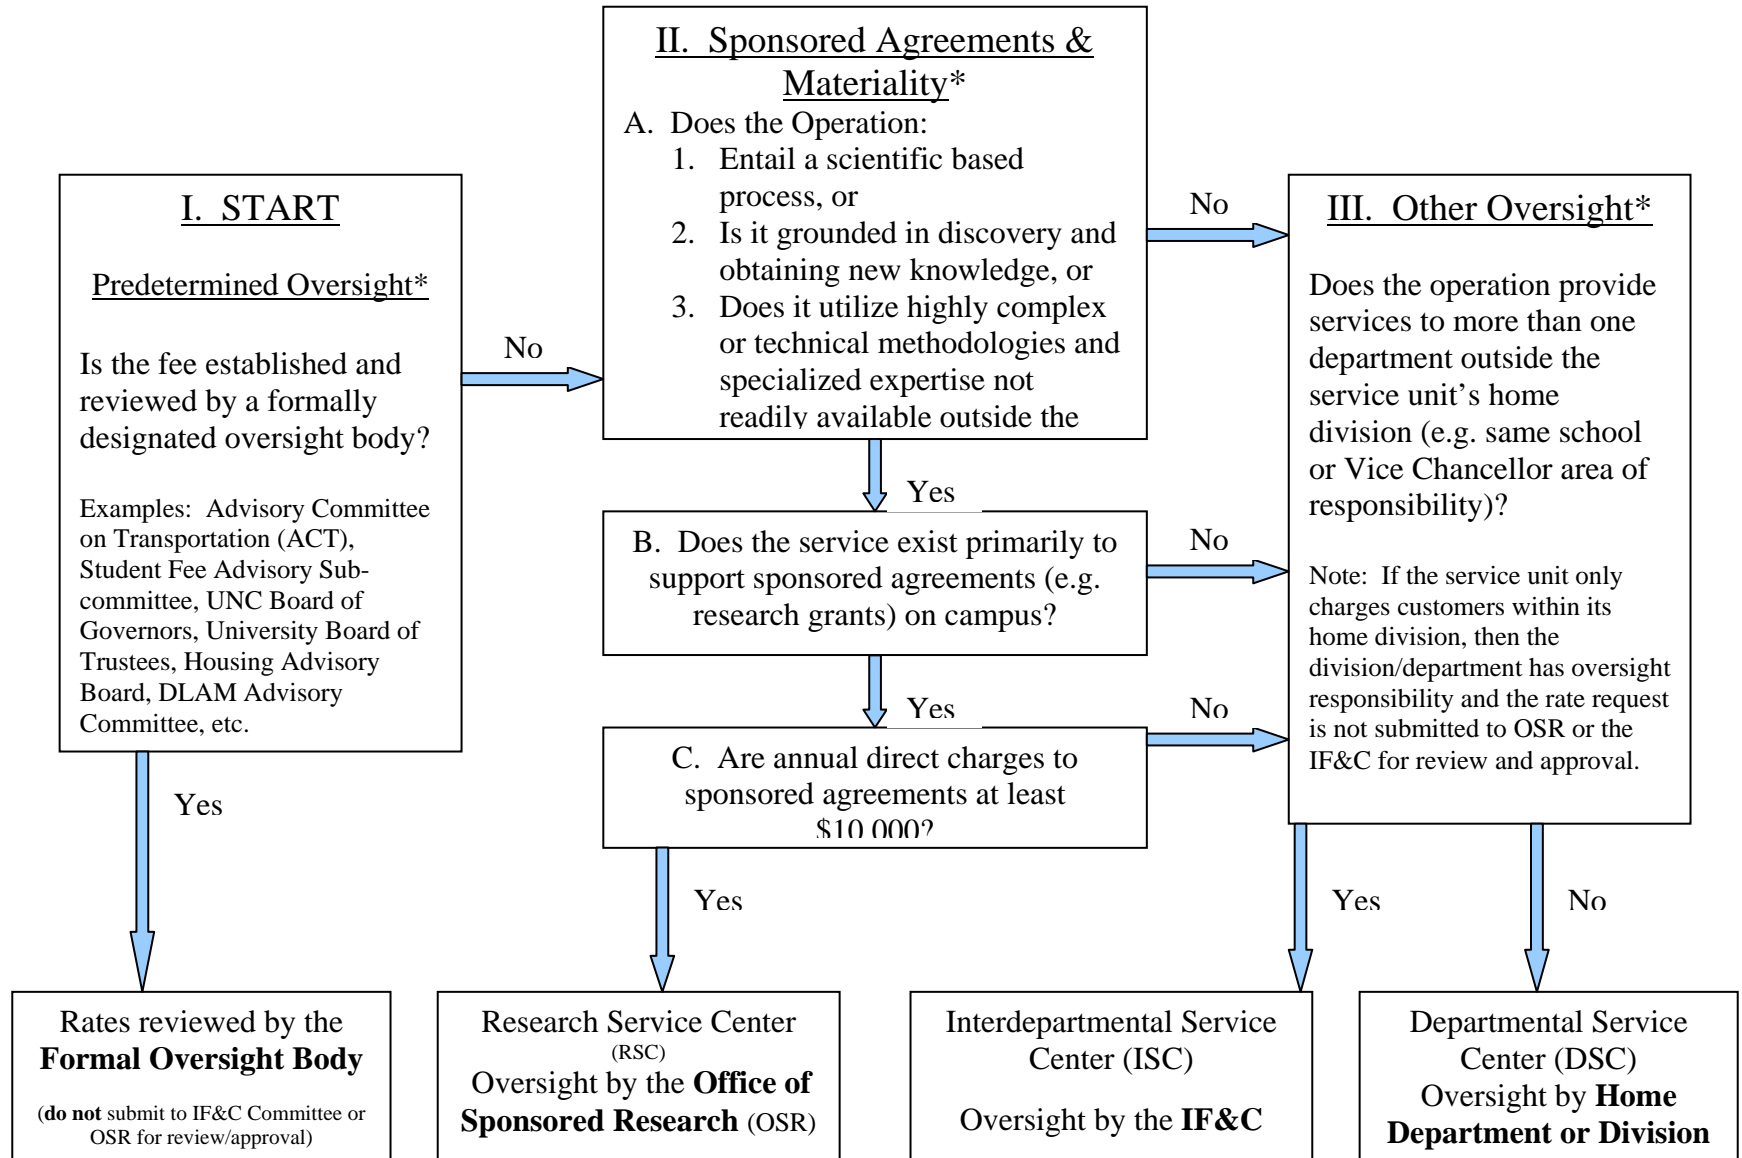 I. START
Predetermined Oversight*
Is the fee established and
reviewed by a formally
designated oversight body?
Examples: Advisory Committee
on Transportation (ACT),
Student Fee Advisory Sub-
committee, UNC Board of
Governors, University Board of
Trustees, Housing Advisory
Board, DLAM Advisory
Committee, etc.
No
Yes
II. Sponsored Agreements &
Materiality*
A. Does the Operation:
1. Entail a scientific based
process, or
2. Is it grounded in discovery and
obtaining new knowledge, or
3. Does it utilize highly complex
or technical methodologies and
specialized expertise not
readily available outside the
No
Yes
B. Does the service exist primarily to
support sponsored agreements (e.g.
research grants) on campus?
No
Yes
C. Are annual direct charges to
sponsored agreements at least
$10,000?
No
Yes
III. Other Oversight*
Does the operation provide
services to more than one
department outside the
service unit's home
division (e.g. same school
or Vice Chancellor area of
responsibility)?
Note: If the service unit only
charges customers within its
home division, then the
division/department has oversight
responsibility and the rate request
is not submitted to OSR or the
IF&C for review and approval.
Yes
No
Rates reviewed by the
Formal Oversight Body
(do not submit to IF&C Committee or
OSR for review/approval)
Research Service Center
(RSC)
Oversight by the Office of
Sponsored Research (OSR)
Interdepartmental Service
Center (ISC)
Oversight by the IF&C
Departmental Service
Center (DSC)
Oversight by Home
Department or Division